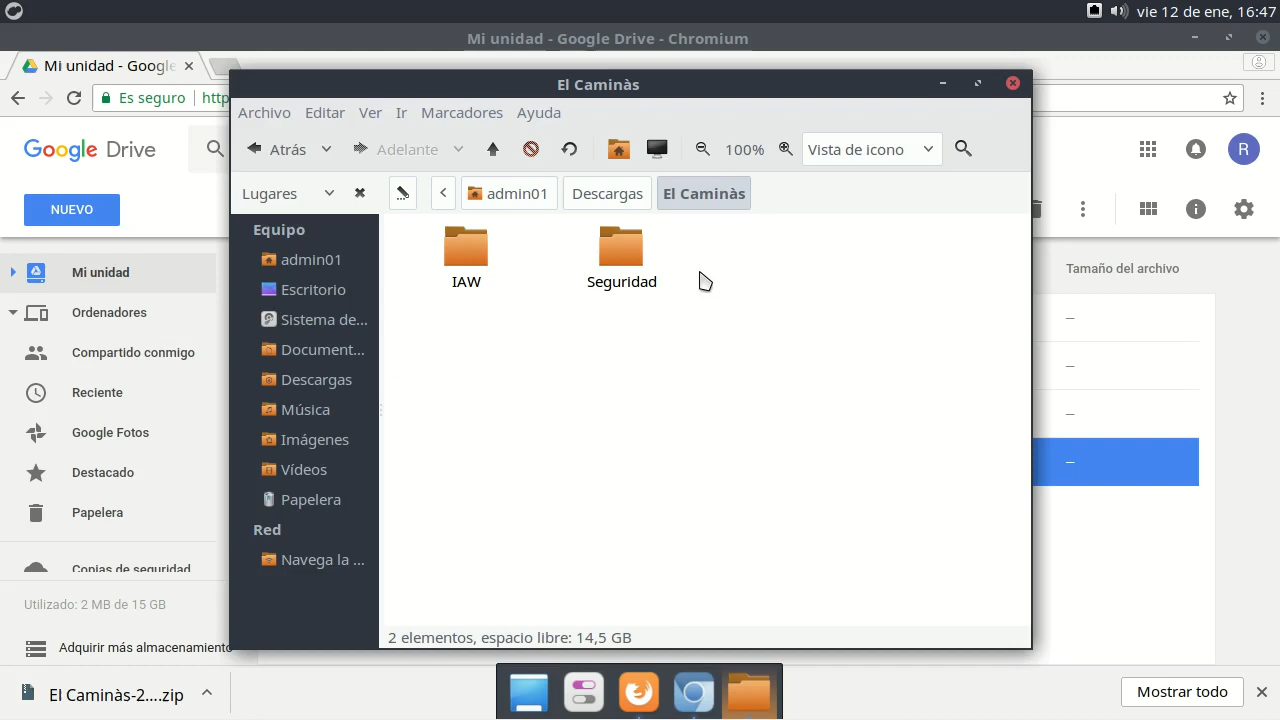 vie 12 de ene, 16:47
Mi unidad - Google Drive - Chromium
Mi unidad - Google
Es seguro
http
El Caminàs
Archivo Editar Ver Ir Marcadores Ayuda
Google Drive
Atrás
Adelante
100%
Vista de icono
R
Lugares
admin01
Descargas
El Caminàs
NUEVO
Equipo
admin01
Escritorio
Sistema de...
Document...
Descargas
Música
Imágenes
Vídeos
Papelera
Red
Navega la ...
IAW
Seguridad
2 elementos, espacio libre: 14,5 GB
Mi unidad
Ordenadores
Compartido conmigo
Reciente
Google Fotos
Destacado
Papelera
Copias de seguridad
Utilizado: 2 MB de 15 GB
Adquirir más almacenamiento
Tamaño del archivo
–
–
–
–
El Caminàs-2....zip
Mostrar todo